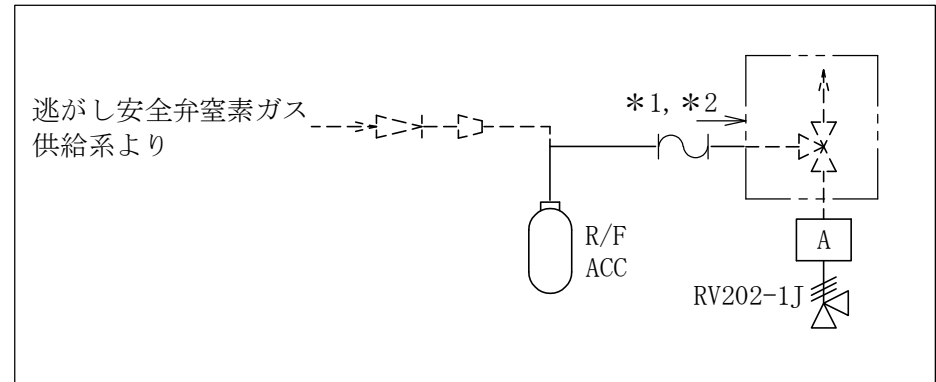 逃がし安全弁窒素ガス
供給系より
＊1, ＊2
R/F
ACC
A
RV202-1J